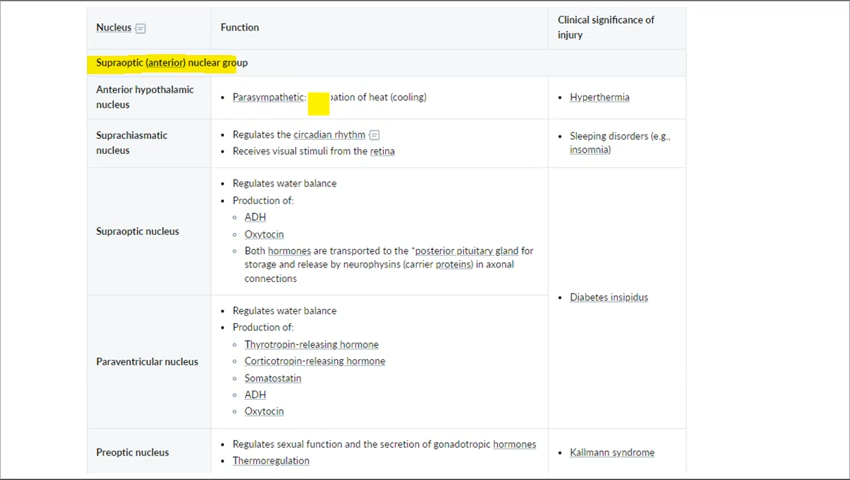 Nucleus Function Clinical significance of
injury
Supraoptic (anterior) nuclear group
Anterior hypothalamic
nucleus
Parasympathetic: pation of heat (cooling)
Hyperthermia
Suprachiasmatic
nucleus
Regulates the circadian rhythm
Receives visual stimuli from the retina
Sleeping disorders (e.g.,
insomnia)
Supraoptic nucleus
Regulates water balance
Production of:
ADH
Oxytocin
Both hormones are transported to the *posterior pituitary gland for
storage and release by neurophysins (carrier proteins) in axonal
connections
Diabetes insipidus
Paraventricular nucleus
Regulates water balance
Production of:
Thyrotropin-releasing hormone
Corticotropin-releasing hormone
Somatostatin
ADH
Oxytocin
Preoptic nucleus
Regulates sexual function and the secretion of gonadotropic hormones
Thermoregulation
Kallmann syndrome